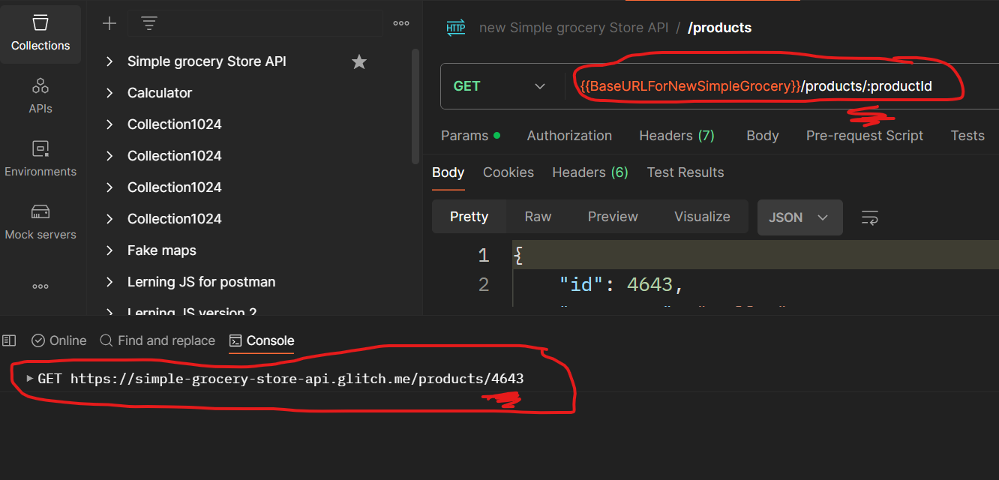 Collections
APIs
Environments
Mock servers
Simple grocery Store API
Calculator
Collection1024
Collection1024
Collection1024
Collection1024
Fake maps
Lerning JS for postman
Lerning JS version 2
HTTP new Simple grocery Store API / /products
GET {{BaseURLForNewSimpleGrocery}}/products/:productId
Params Authorization Headers (7) Body Pre-request Script Tests
Body Cookies Headers (6) Test Results
Pretty Raw Preview Visualize JSON
1 {
2 "id": 4643,
Online Find and replace Console
GET https://simple-grocery-store-api.glitch.me/products/4643